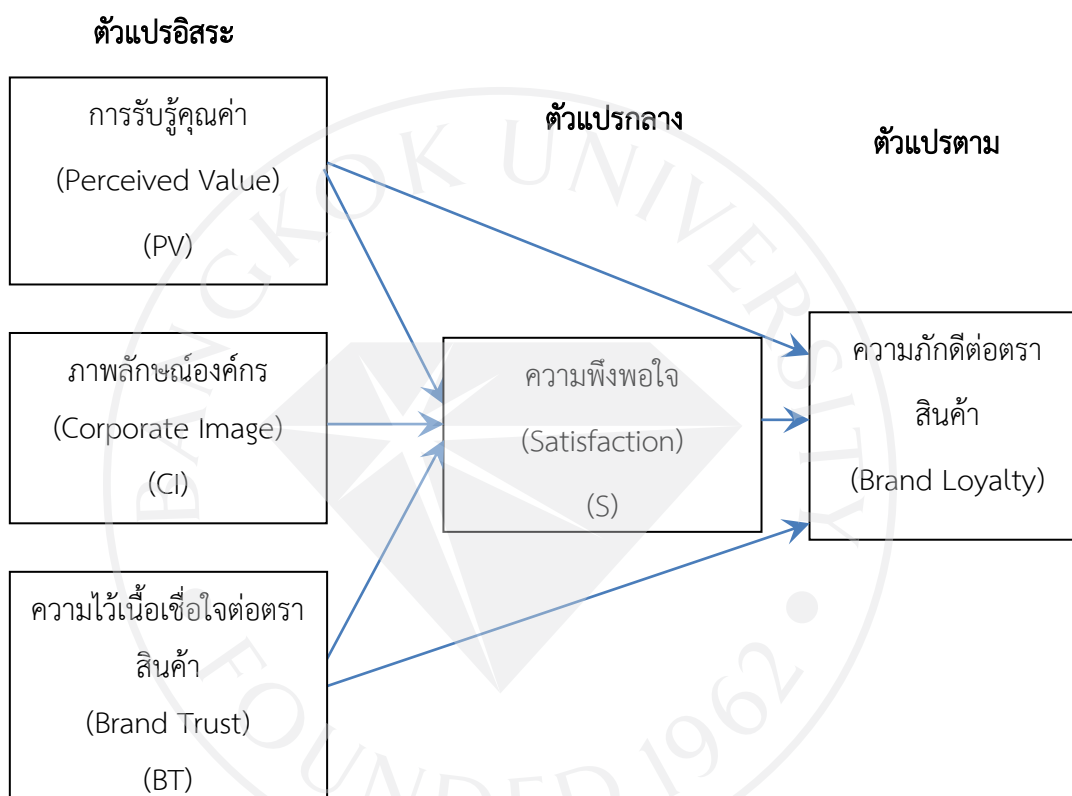 ตัวแปรอิสระ
การรับรู้คุณค่า
(Perceived Value)
(PV)
ตัวแปรกลาง
ตัวแปรตาม
ภาพลักษณ์องค์กร
(Corporate Image)
(CI)
ความพึงพอใจ
(Satisfaction)
(S)
ความภักดีต่อตรา
สินค้า
(Brand Loyalty)
ความไว้เนื้อเชื่อใจต่อตรา
สินค้า
(Brand Trust)
(BT)
BANGKOK UNIVERSITY
FOUNDED 1962